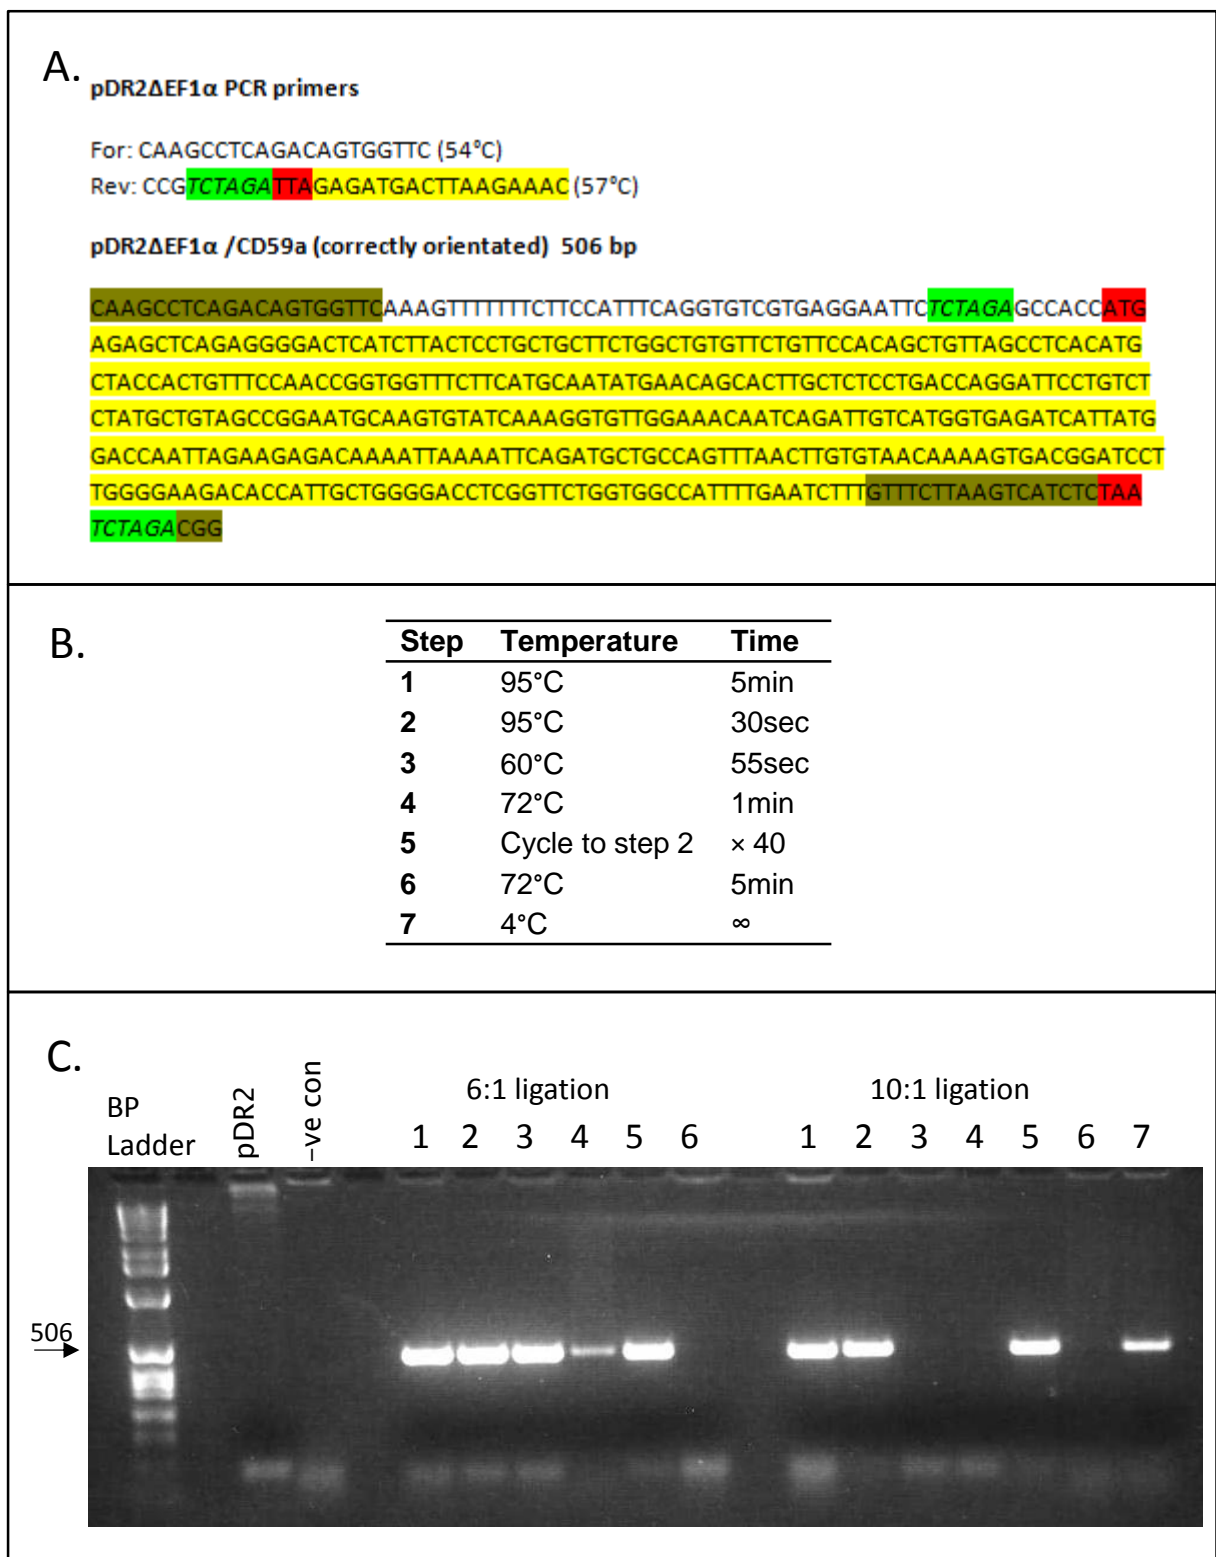 A.
pDR2ΔEF1α PCR primers
For: CAAGCCTCAGACAGTGGTTC (54°C)
Rev: CCGTCTAGATTAGAGATGACTTAAGAAAC (57°C)
pDR2ΔEF1α /CD59a (correctly orientated) 506 bp
CAAGCCTCAGACAGTGGTTCAAAGTTTTTTTCTTCCATTTCAGGTGTCGTGAGGAATTCTCTAGAGCCACCATG
AGAGCTCAGAGGGGACTCATCTTACTCCTGCTGCTTCTGGCTGTGTTCTGTTCCACAGCTGTTAGCCTCACATG
CTACCACTGTTTCCAACCGGTGGTTTCTTCATGCAATATGAACAGCACTTGCTCTCCTGACCAGGATTCCTGTCT
CTATGCTGTAGCCGGAATGCAAGTGTATCAAAGGTGTTGGAAACAATCAGATTGTCATGGTGAGATCATTATG
GACCAATTAGAAGAGACAAAATTAAAATTCAGATGCTGCCAGTTTAACTTGTGTAACAAAAGTGACGGATCCT
TGGGGAAGACACCATTGCTGGGGACCTCGGTTCTGGTGGCCATTTTGAATCTTTGTTTCTTAAGTCATCTCTAA
TCTAGACGG
B.
Step Temperature Time
1 95°C 5min
2 95°C 30sec
3 60°C 55sec
4 72°C 1min
5 Cycle to step 2 × 40
6 72°C 5min
7 4°C ∞
C.
BP Ladder
pDR2
–ve con
6:1 ligation
10:1 ligation
1 2 3 4 5 6
1 2 3 4 5 6 7
506